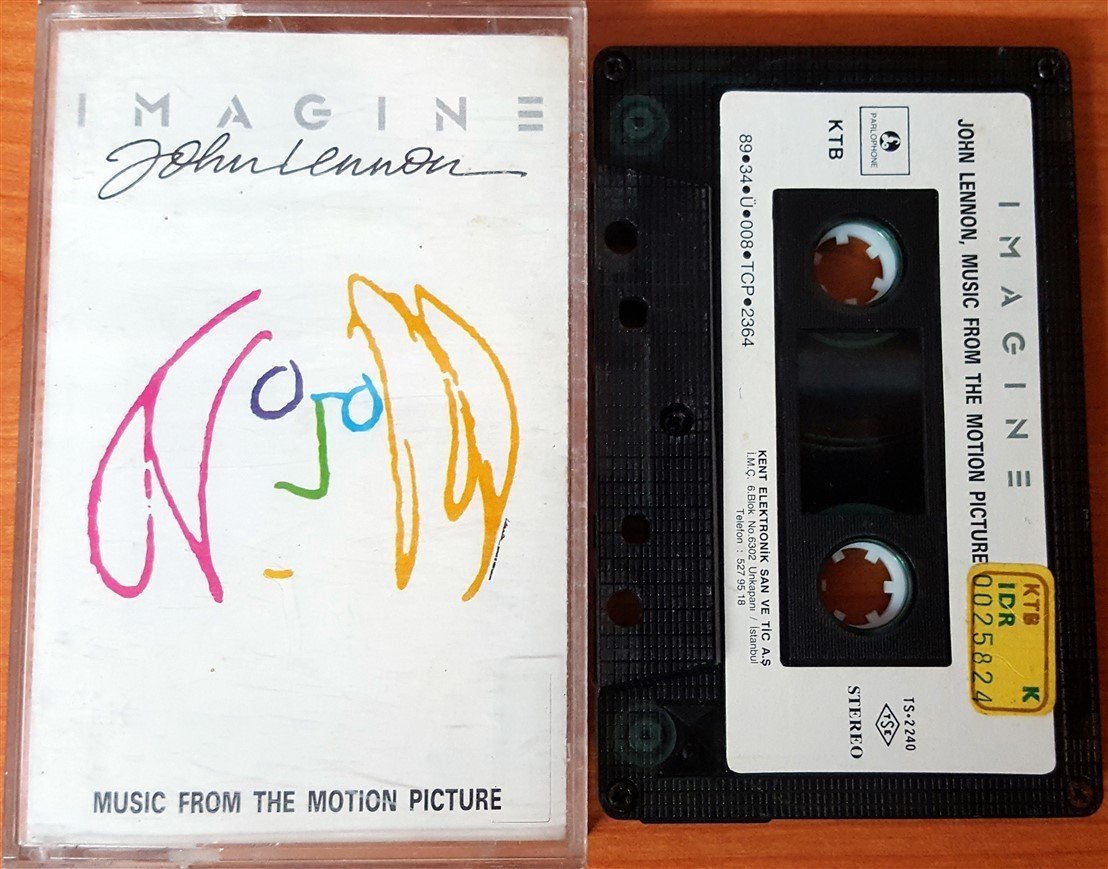 IMAGINE
John Lennon
MUSIC FROM THE MOTION PICTURE
PARLOPHONE
KTB
IMAGINE
JOHN LENNON, MUSIC FROM THE MOTION PICTURE
89•34•Ü•008•TCP•2364
KENT ELEKTRONİK SAN VE TİC A.Ş
İ.M.Ç. 6.Blok No.6302 Unkapanı / İstanbul
Telefon : 527 95 18
KTB K
IDR
0025824
TS•2240
TSE
STEREO